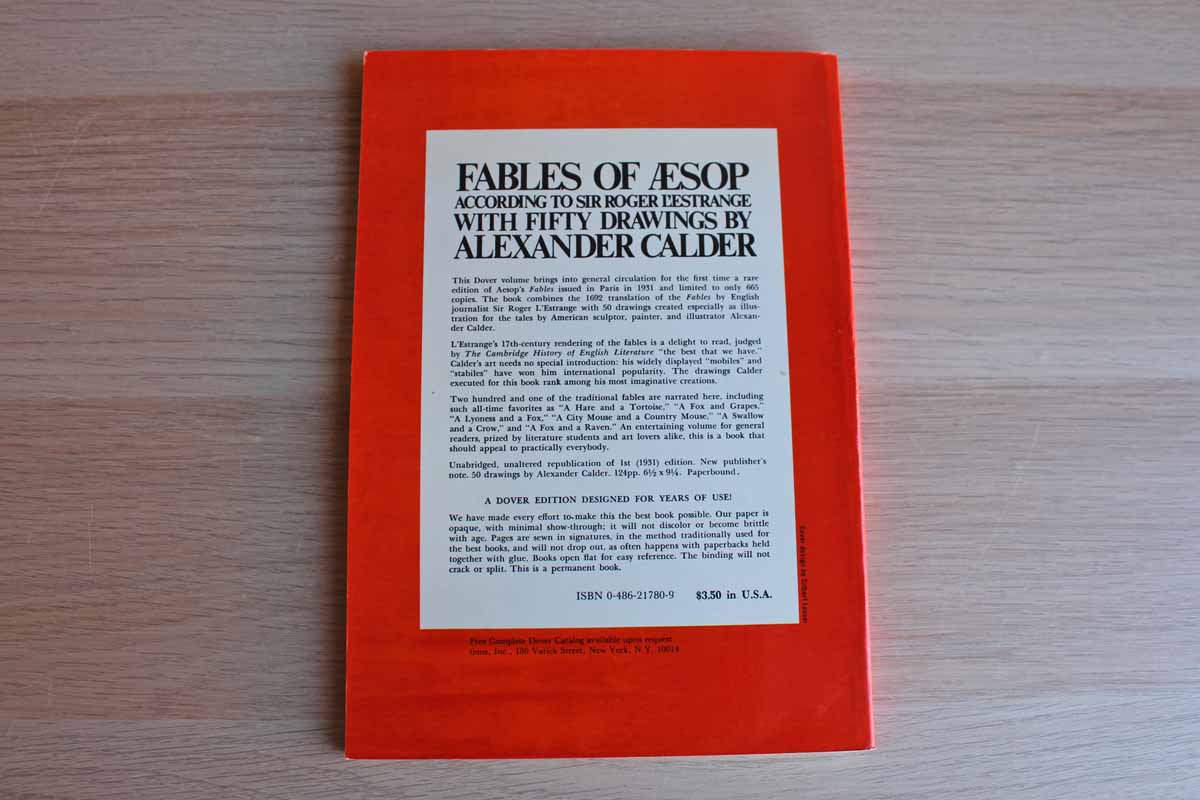 FABLES OF ÆSOP
ACCORDING TO SIR ROGER L'ESTRANGE
WITH FIFTY DRAWINGS BY
ALEXANDER CALDER
This Dover volume brings into general circulation for the first time a rare
edition of Aesop's Fables issued in Paris in 1931 and limited to only 665
copies. The book combines the 1692 translation of the Fables by English
journalist Sir Roger L'Estrange with 50 drawings created especially as illus-
tration for the tales by American sculptor, painter, and illustrator Alexan-
der Calder.
L'Estrange's 17th-century rendering of the fables is a delight to read, judged
by The Cambridge History of English Literature "the best that we have."
Calder's art needs no special introduction: his widely displayed "mobiles" and
"stabiles" have won him international popularity. The drawings Calder
executed for this book rank among his most imaginative creations.
Two hundred and one of the traditional fables are narrated here, including
such all-time favorites as "A Hare and a Tortoise," "A Fox and Grapes,"
"A Lyoness and a Fox," "A City Mouse and a Country Mouse," "A Swallow
and a Crow," and "A Fox and a Raven." An entertaining volume for general
readers, prized by literature students and art lovers alike, this is a book that
should appeal to practically everybody.
Unabridged, unaltered republication of 1st (1931) edition. New publisher's
note. 50 drawings by Alexander Calder. 124pp. 6½ x 9¼. Paperbound.
A DOVER EDITION DESIGNED FOR YEARS OF USE!
We have made every effort to make this the best book possible. Our paper is
opaque, with minimal show-through; it will not discolor or become brittle
with age. Pages are sewn in signatures, in the method traditionally used for
the best books, and will not drop out, as often happens with paperbacks held
together with glue. Books open flat for easy reference. The binding will not
crack or split. This is a permanent book.
ISBN 0-486-21780-9 $3.50 in U.S.A.
Free Complete Dover Catalog available upon request
tions, Inc., 180 Varick Street, New York, N.Y. 10014
Cover design by Gilbert Lesser